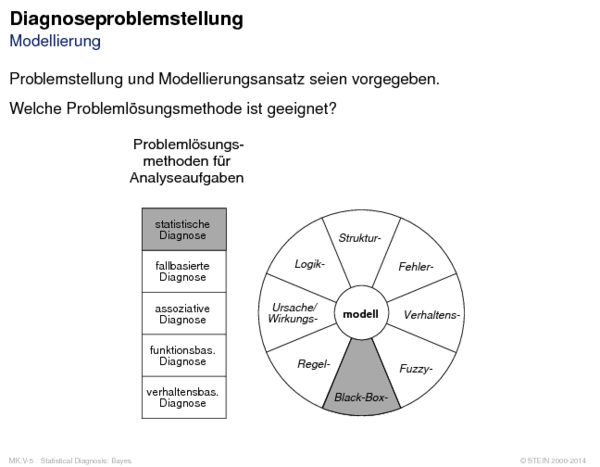 Diagnoseproblemstellung
Modellierung
Problemstellung und Modellierungsansatz seien vorgegeben.
Welche Problemlösungsmethode ist geeignet?
Problemlösungs-
methoden für
Analyseaufgaben
statistische
Diagnose
fallbasierte
Diagnose
assoziative
Diagnose
funktionsbas.
Diagnose
verhaltensbas.
Diagnose
Struktur-
Fehler-
Verhaltens-
Fuzzy-
Black-Box-
Regel-
Ursache/
Wirkungs-
Logik-
modell
MK:V-5 Statistical Diagnosis: Bayes
© STEIN 2000-2014